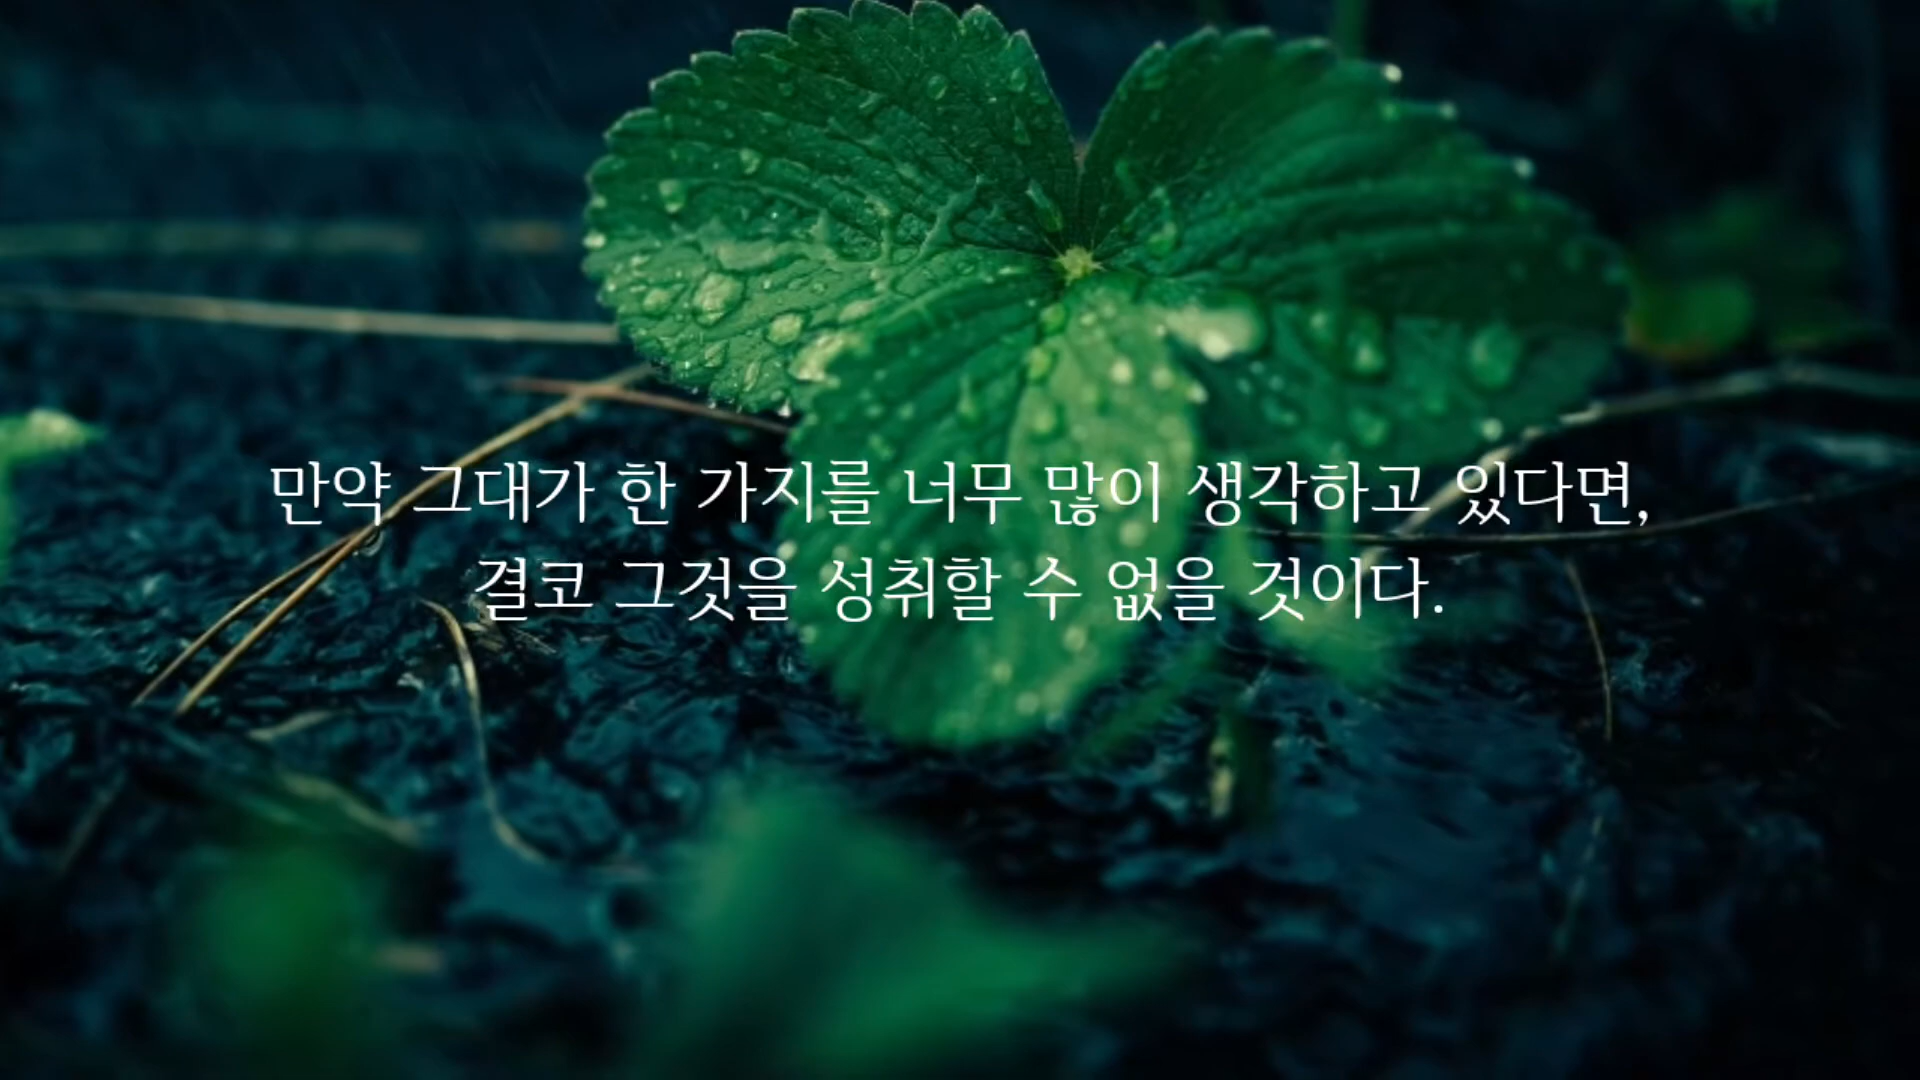 만약 그대가 한 가지를 너무 많이 생각하고 있다면,
결코 그것을 성취할 수 없을 것이다.